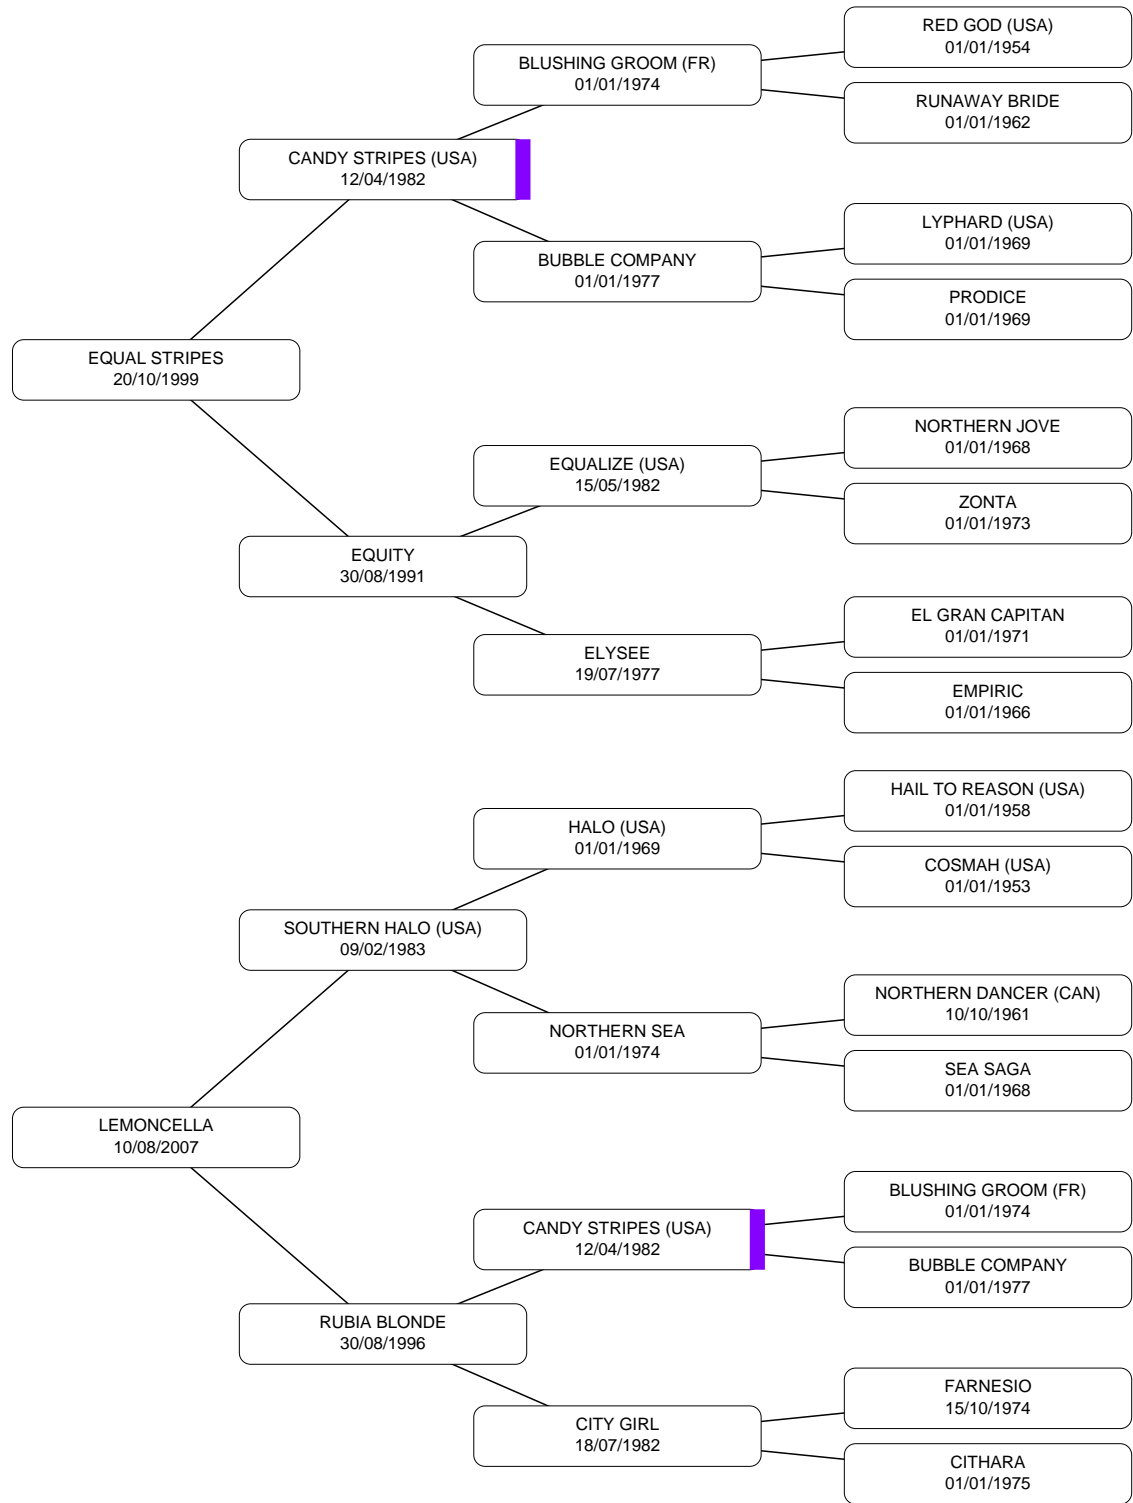 RED GOD (USA)
01/01/1954
BLUSHING GROOM (FR)
01/01/1974
RUNAWAY BRIDE
01/01/1962
CANDY STRIPES (USA)
12/04/1982
LYPHARD (USA)
01/01/1969
BUBBLE COMPANY
01/01/1977
PRODICE
01/01/1969
EQUAL STRIPES
20/10/1999
NORTHERN JOVE
01/01/1968
EQUALIZE (USA)
15/05/1982
ZONTA
01/01/1973
EQUITY
30/08/1991
EL GRAN CAPITAN
01/01/1971
ELYSEE
19/07/1977
EMPIRIC
01/01/1966
HAIL TO REASON (USA)
01/01/1958
HALO (USA)
01/01/1969
COSMAH (USA)
01/01/1953
SOUTHERN HALO (USA)
09/02/1983
NORTHERN DANCER (CAN)
10/10/1961
NORTHERN SEA
01/01/1974
SEA SAGA
01/01/1968
LEMONCELLA
10/08/2007
BLUSHING GROOM (FR)
01/01/1974
CANDY STRIPES (USA)
12/04/1982
BUBBLE COMPANY
01/01/1977
RUBIA BLONDE
30/08/1996
FARNESIO
15/10/1974
CITY GIRL
18/07/1982
CITHARA
01/01/1975